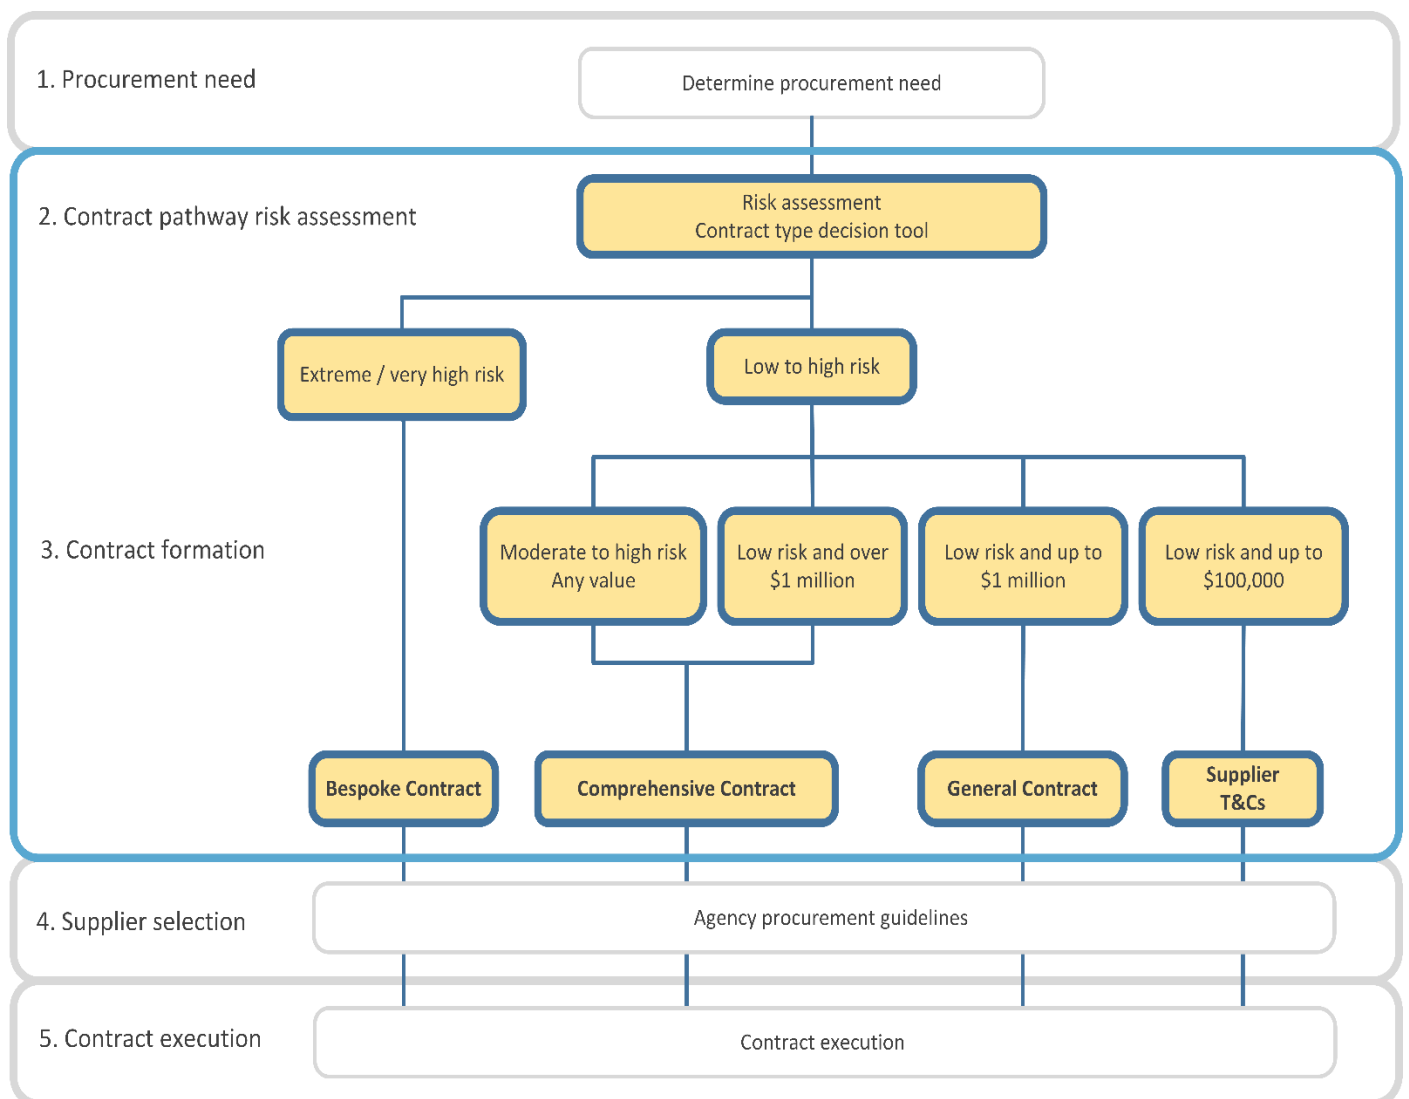 1. Procurement need
Determine procurement need
2. Contract pathway risk assessment
Risk assessment
Contract type decision tool
Extreme / very high risk
Low to high risk
3. Contract formation
Moderate to high risk
Any value
Low risk and over
$1 million
Low risk and up to
$1 million
Low risk and up to
$100,000
Bespoke Contract
Comprehensive Contract
General Contract
Supplier
T&Cs
4. Supplier selection
Agency procurement guidelines
5. Contract execution
Contract execution